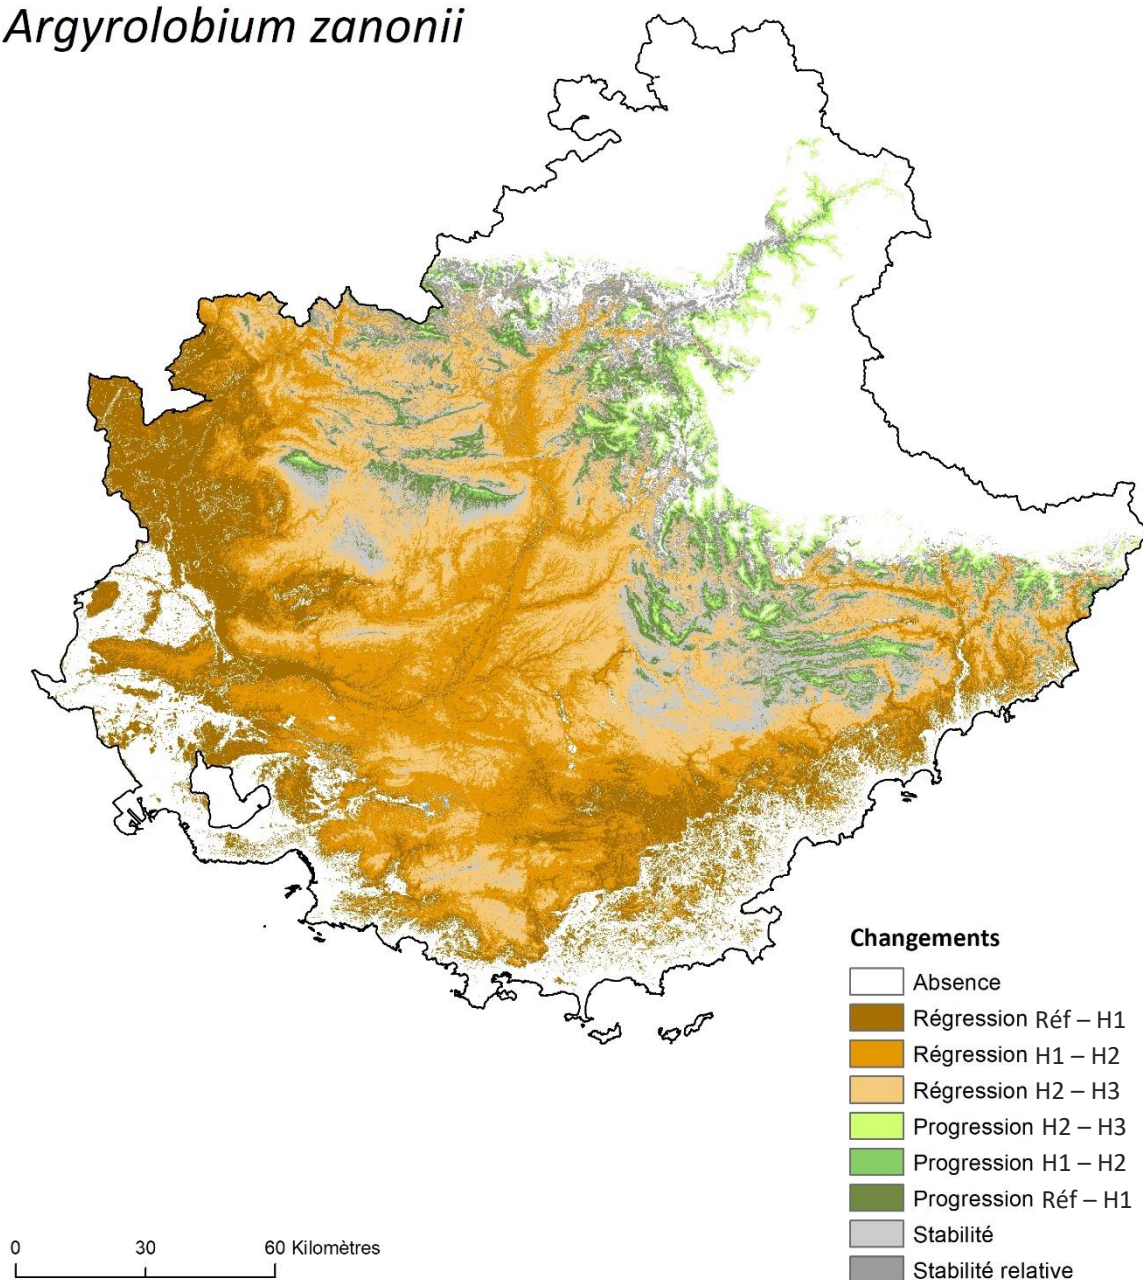 Argyrolobium zanonii
Changements
Absence
Régression Réf – H1
Régression H1 – H2
Régression H2 – H3
Progression H2 – H3
Progression H1 – H2
Progression Réf – H1
Stabilité
Stabilité relative
0 30 60 Kilomètres